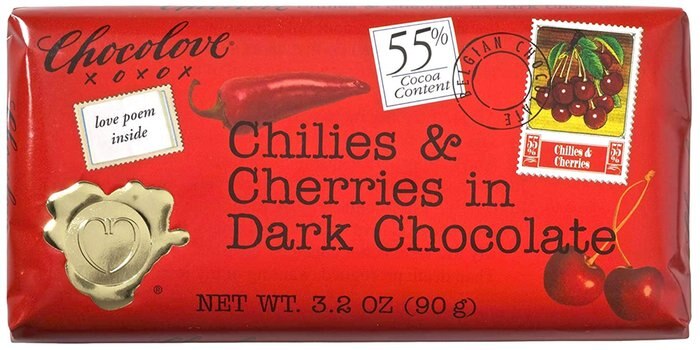 Chocolove
XOXOX
love poem
inside
55%
Cocoa
Content
BELGIAN CHOCOLATE
55%
Chilies &
Cherries
55%
Chilies &
Cherries in
Dark Chocolate
®
NET WT. 3.2 OZ (90 g)